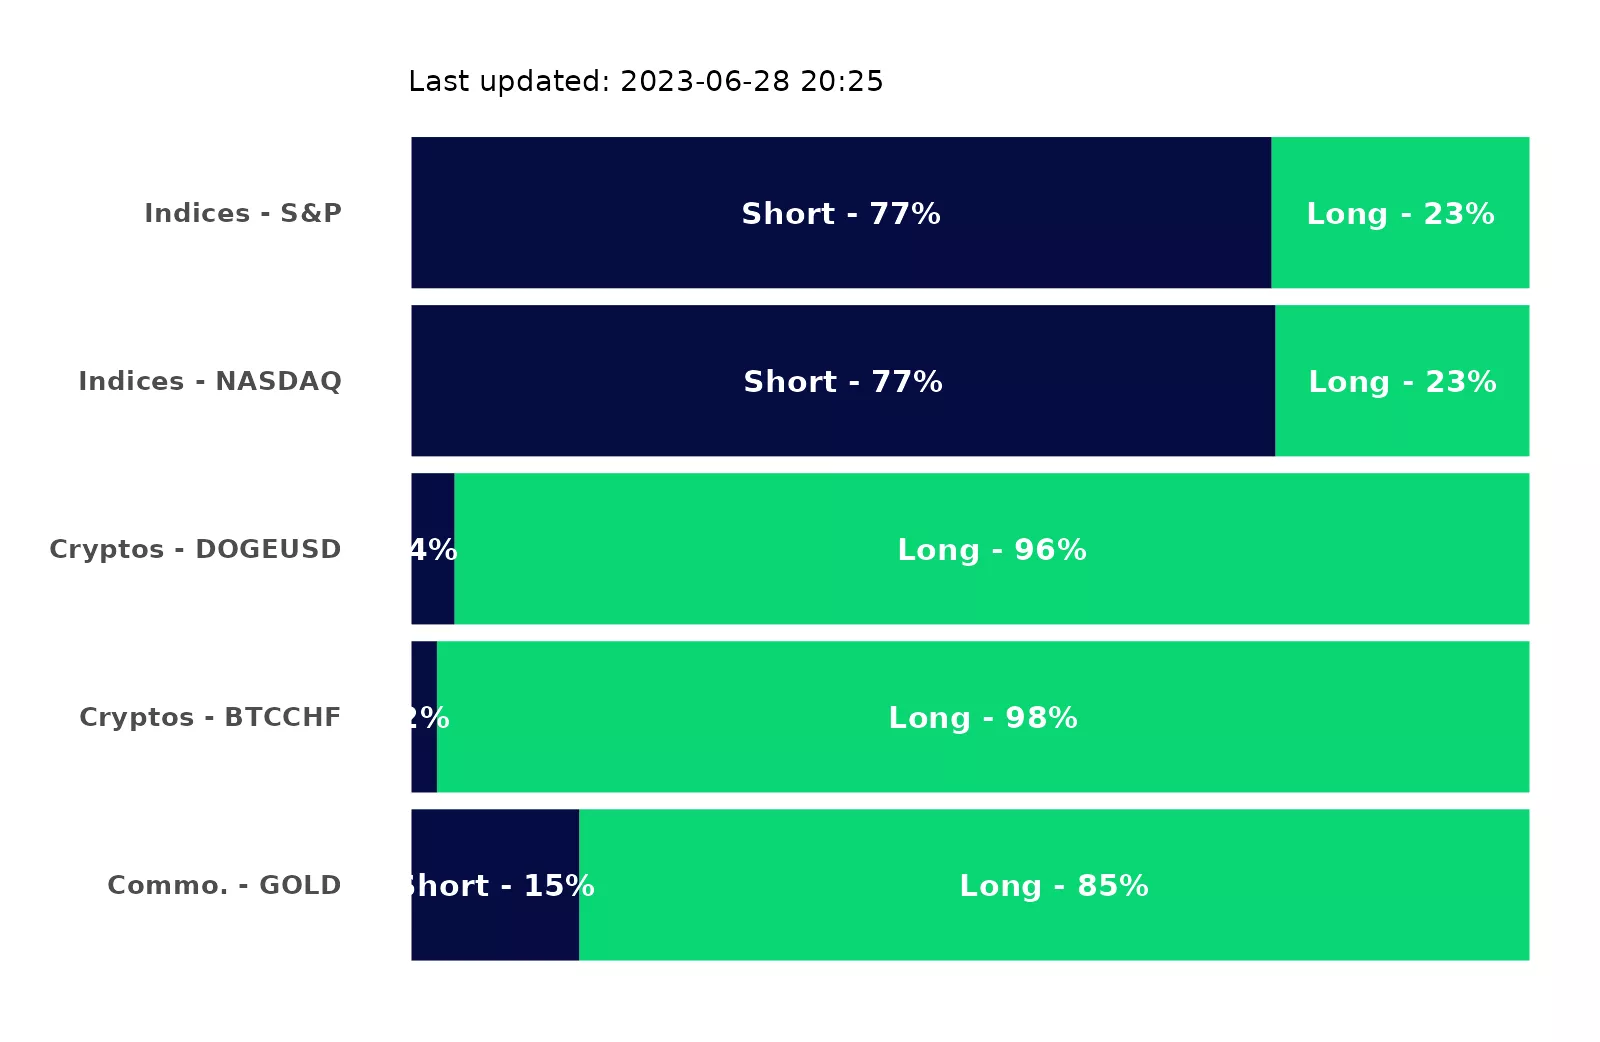 Last updated: 2023-06-28 20:25
Indices - S&P Short - 77% Long - 23%
Indices - NASDAQ Short - 77% Long - 23%
Cryptos - DOGEUSD 4% Long - 96%
Cryptos - BTCCHF 2% Long - 98%
Commo. - GOLD Short - 15% Long - 85%